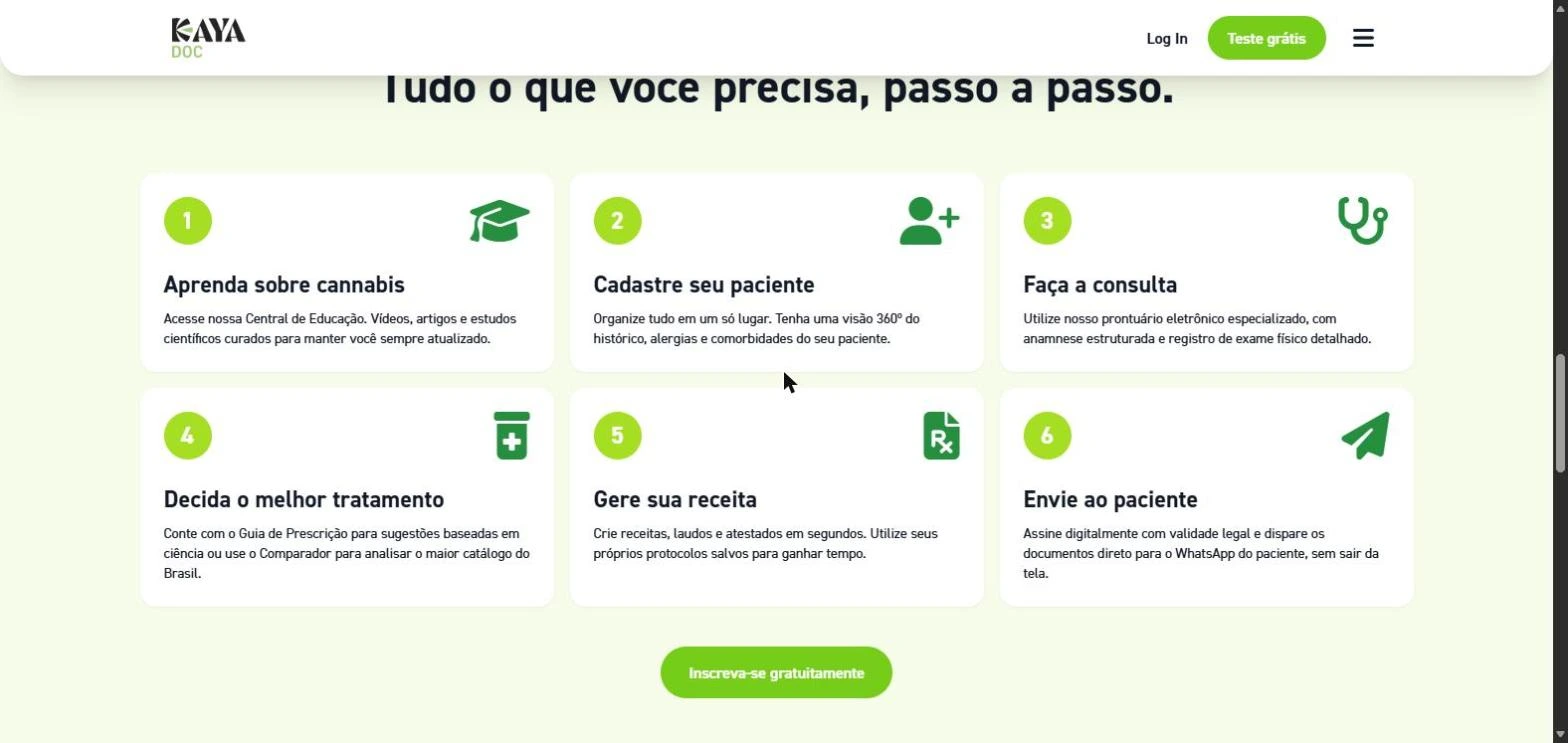 KAYA
DOC
Log In
Teste grátis
Tudo o que você precisa, passo a passo.
1
Aprenda sobre cannabis
Acesse nossa Central de Educação. Vídeos, artigos e estudos
científicos curados para manter você sempre atualizado.
2
Cadastre seu paciente
Organize tudo em um só lugar. Tenha uma visão 360º do
histórico, alergias e comorbidades do seu paciente.
3
Faça a consulta
Utilize nosso prontuário eletrônico especializado, com
anamnese estruturada e registro de exame físico detalhado.
4
Decida o melhor tratamento
Conte com o Guia de Prescrição para sugestões baseadas em
ciência ou use o Comparador para analisar o maior catálogo do
Brasil.
5
Rx
Gere sua receita
Crie receitas, laudos e atestados em segundos. Utilize seus
próprios protocolos salvos para ganhar tempo.
6
Envie ao paciente
Assine digitalmente com validade legal e dispare os
documentos direto para o WhatsApp do paciente, sem sair da
tela.
Inscreva-se gratuitamente